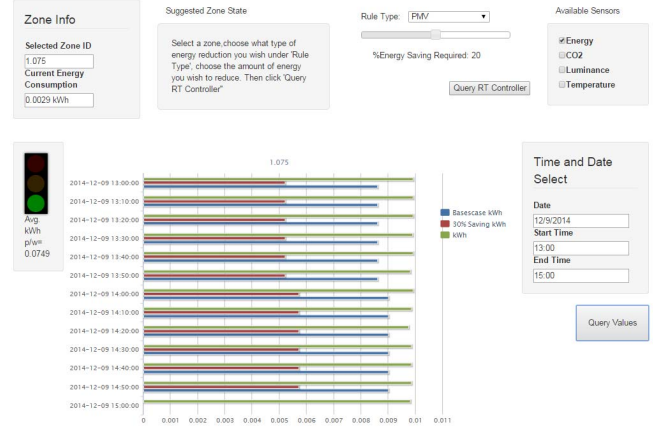 Zone Info
Selected Zone ID
1.075
Current Energy
Consumption
0.0029 kWh
Suggested Zone State
Select a zone,choose what type of
energy reduction you wish under 'Rule
Type', choose the amount of energy
you wish to reduce. Then click 'Query
RT Controller"
Rule Type: PMV
%Energy Saving Required: 20
Query RT Controller
Available Sensors
Energy
CO2
Luminance
Temperature
Avg.
kWh
p/w=
0.0749
1.075
2014-12-09 13:00:00
2014-12-09 13:10:00
2014-12-09 13:20:00
2014-12-09 13:30:00
2014-12-09 13:40:00
2014-12-09 13:50:00
2014-12-09 14:00:00
2014-12-09 14:10:00
2014-12-09 14:20:00
2014-12-09 14:30:00
2014-12-09 14:40:00
2014-12-09 14:50:00
2014-12-09 15:00:00
0 0.001 0.002 0.003 0.004 0.005 0.006 0.007 0.008 0.009 0.01 0.011
Basescase kWh
30% Saving kWh
kWh
Time and Date
Select
Date
12/9/2014
Start Time
13:00
End Time
15:00
Query Values